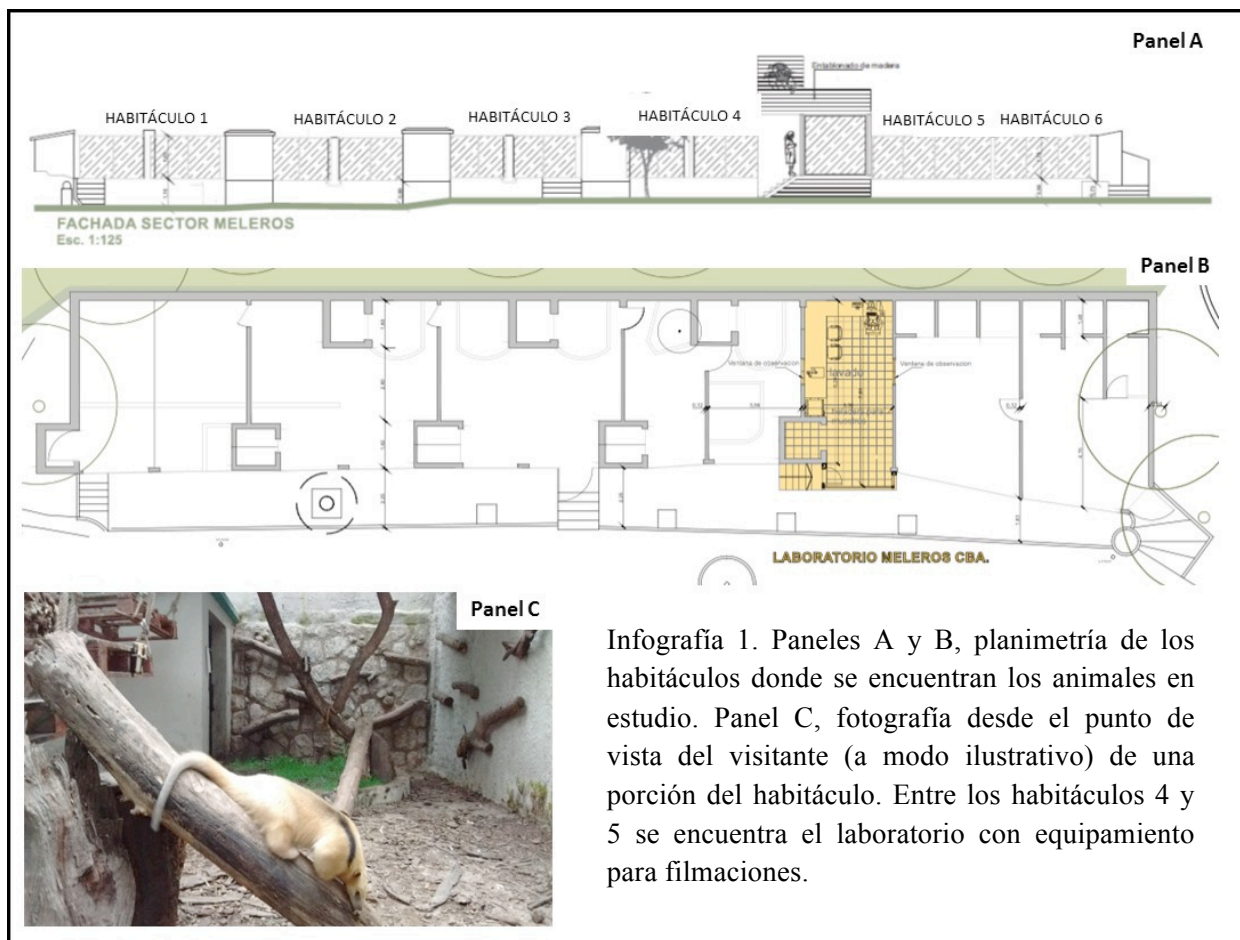 Panel A
Entablonado de madera
HABITÁCULO 1
HABITÁCULO 2
HABITÁCULO 3
HABITÁCULO 4
HABITÁCULO 5
HABITÁCULO 6
FACHADA SECTOR MELEROS
Esc. 1:125
Panel B
Ventana de observacion
lavado
Ventana de observacion
LABORATORIO MELEROS CBA.
Panel C
Infografía 1. Paneles A y B, planimetría de los
habitáculos donde se encuentran los animales en
estudio. Panel C, fotografía desde el punto de
vista del visitante (a modo ilustrativo) de una
porción del habitáculo. Entre los habitáculos 4 y
5 se encuentra el laboratorio con equipamiento
para filmaciones.